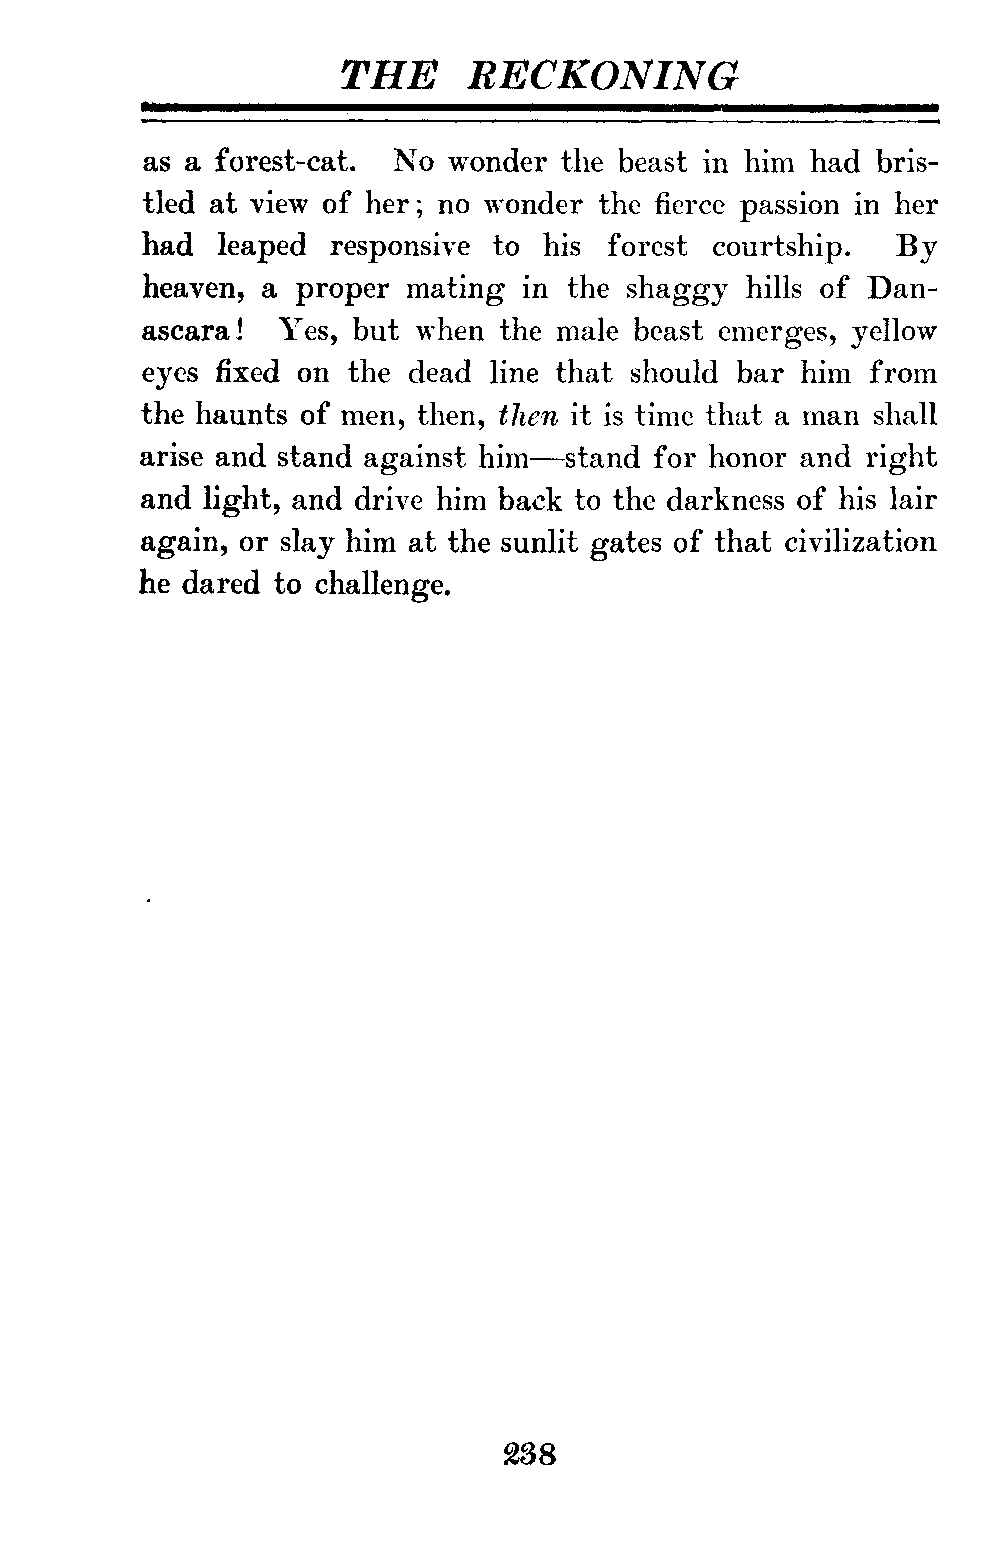 THE RECKONING
as a forest-cat. No wonder the beast in him had bris-
tled at view of her; no wonder the fierce passion in her
had leaped responsive to his forest courtship. By
heaven, a proper mating in the shaggy hills of Dan-
ascara! Yes, but when the male beast emerges, yellow
eyes fixed on the dead line that should bar him from
the haunts of men, then, then it is time that a man shall
arise and stand against him—stand for honor and right
and light, and drive him back to the darkness of his lair
again, or slay him at the sunlit gates of that civilization
he dared to challenge.
238